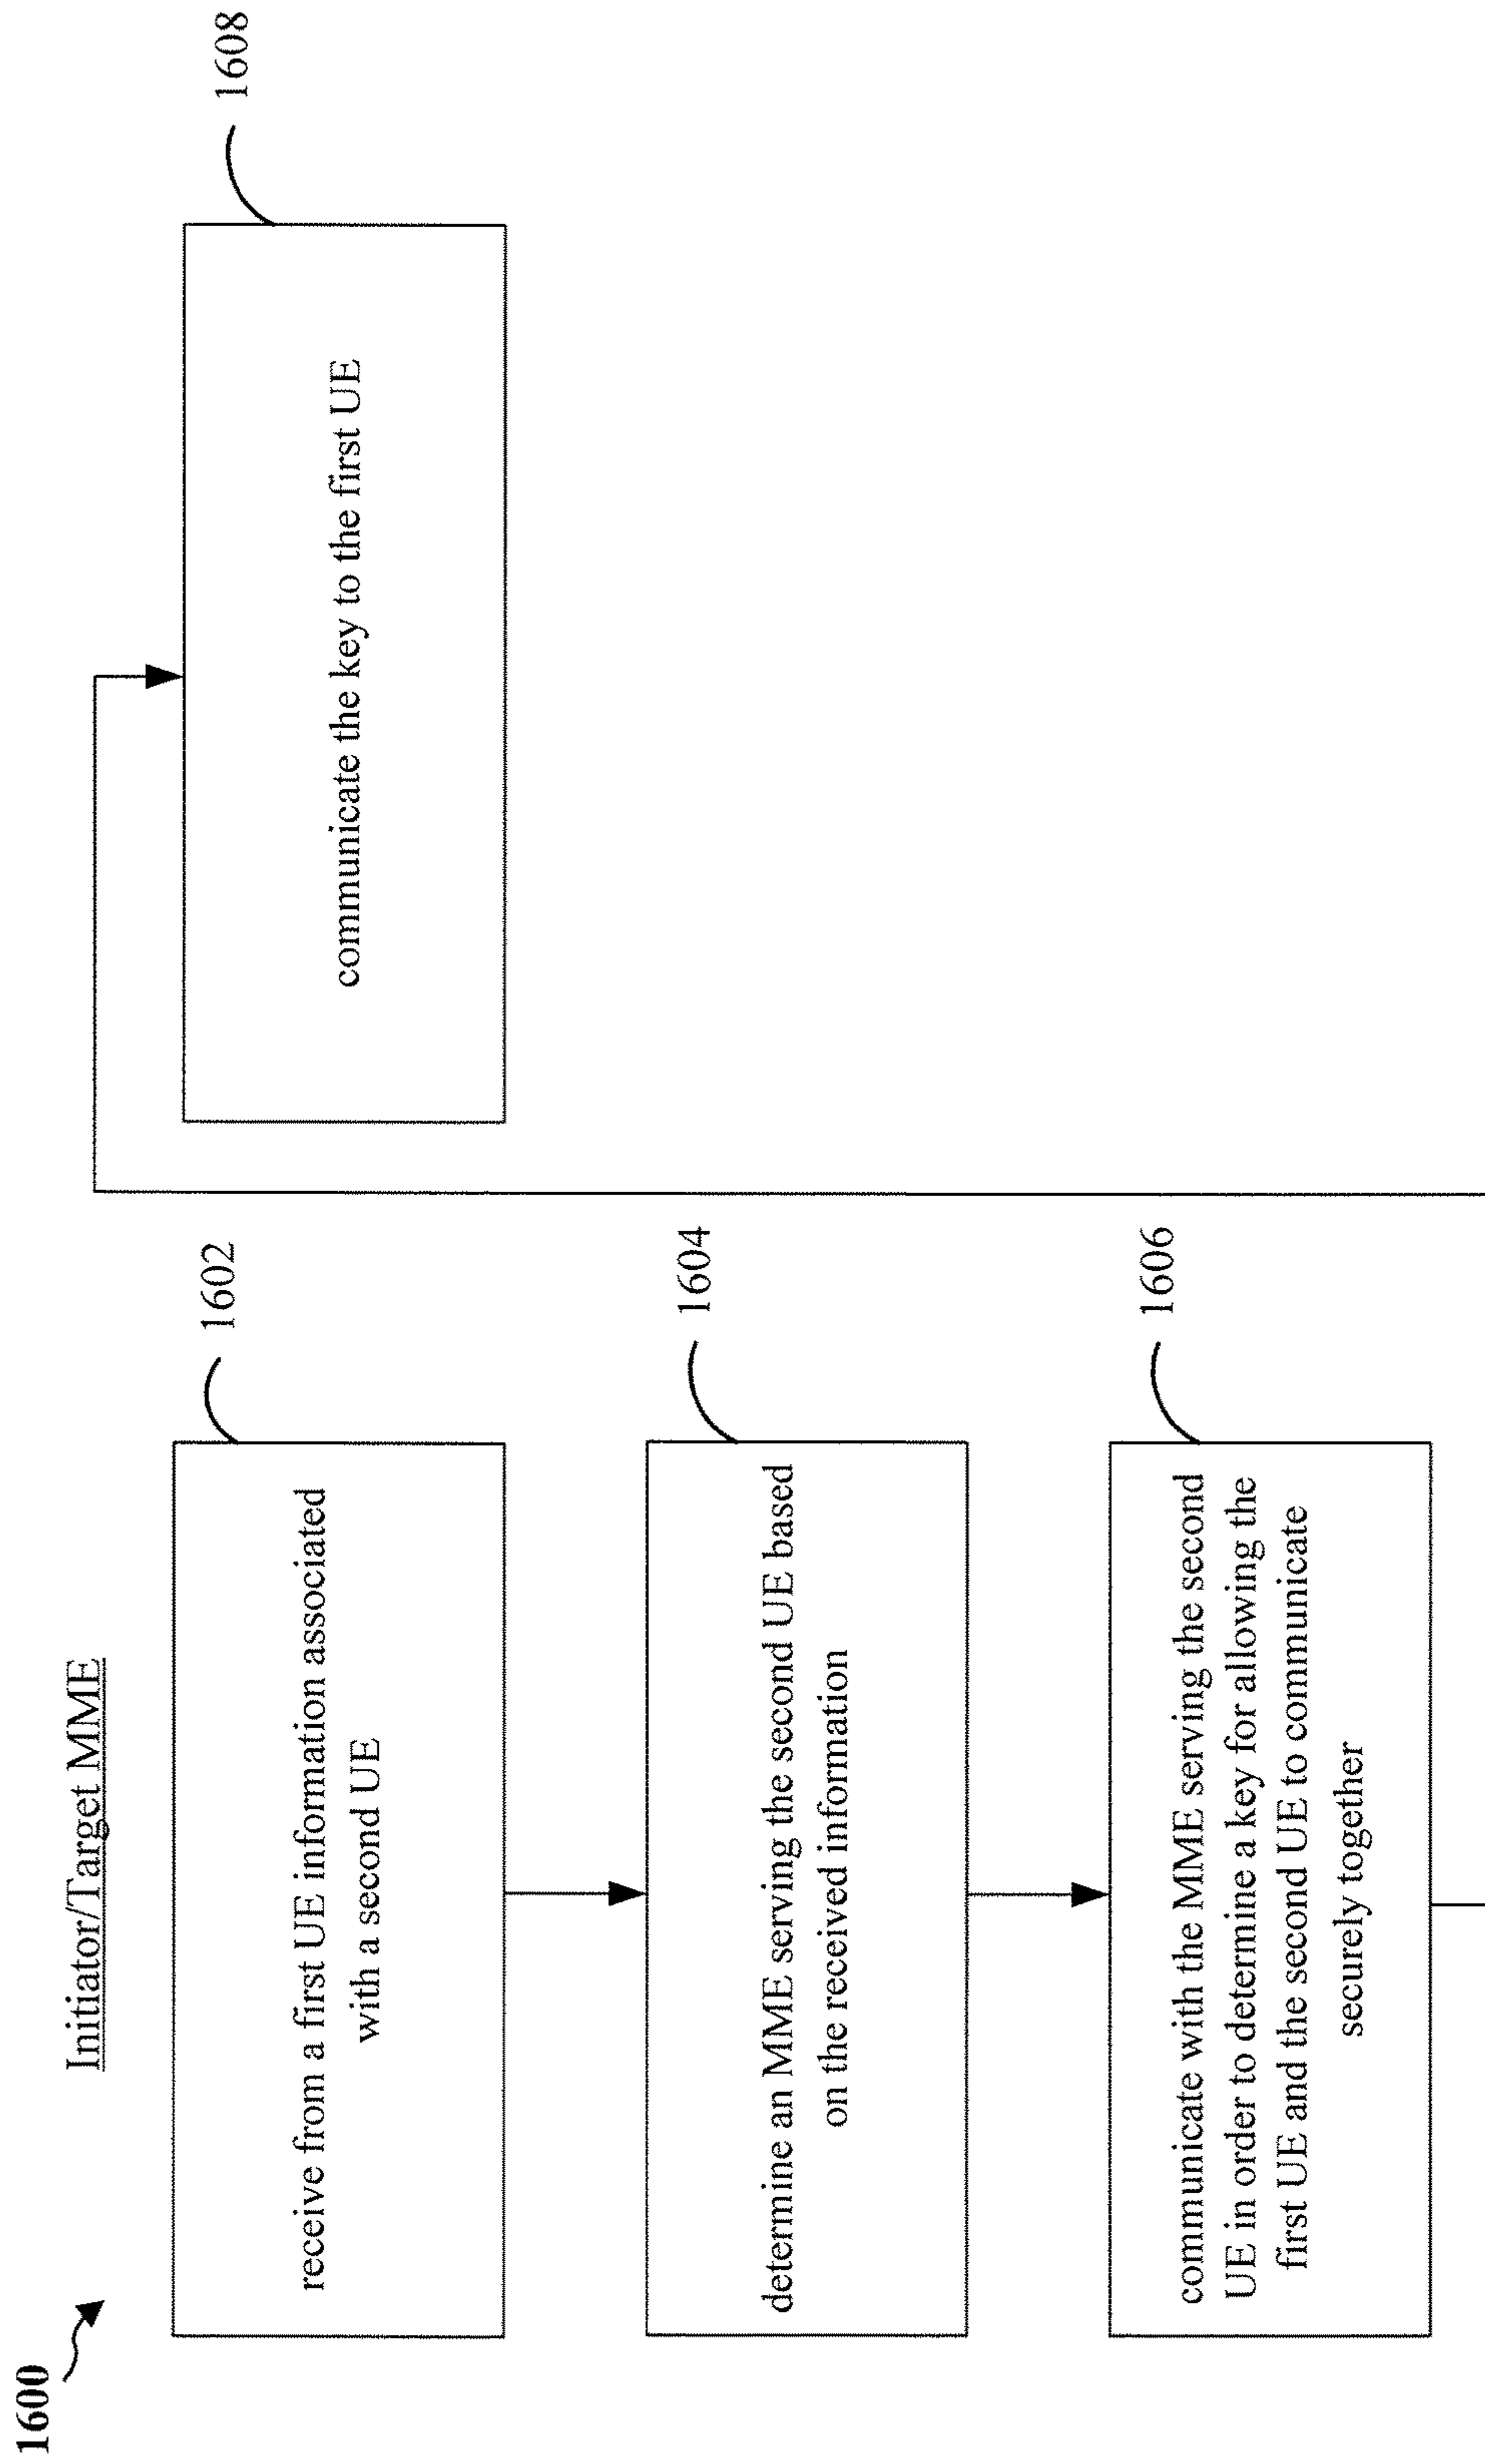 1600
Initiator/Target MME
1602
receive from a first UE information associated
with a second UE
1604
determine an MME serving the second UE based
on the received information
1606
communicate with the MME serving the second
UE in order to determine a key for allowing the
first UE and the second UE to communicate
securely together
1608
communicate the key to the first UE